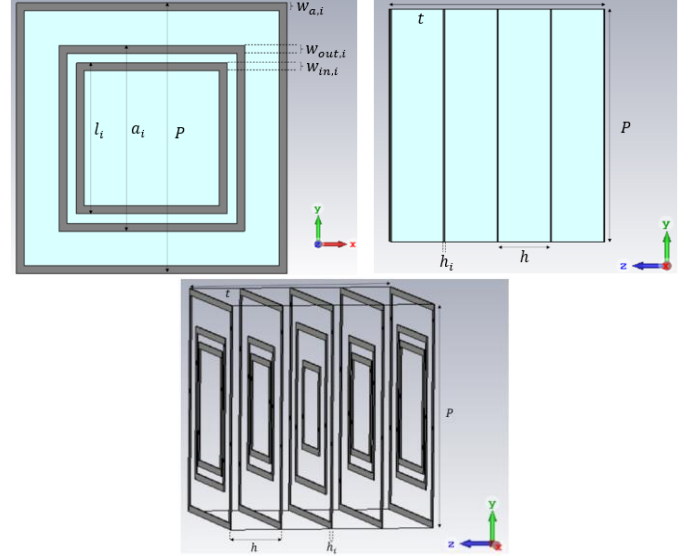 W_{a,i}
W_{out,i}
W_{in,i}
l_i
a_i
P
y
x
t
P
h_i
h
y
z
t
P
h
h_i
y
z